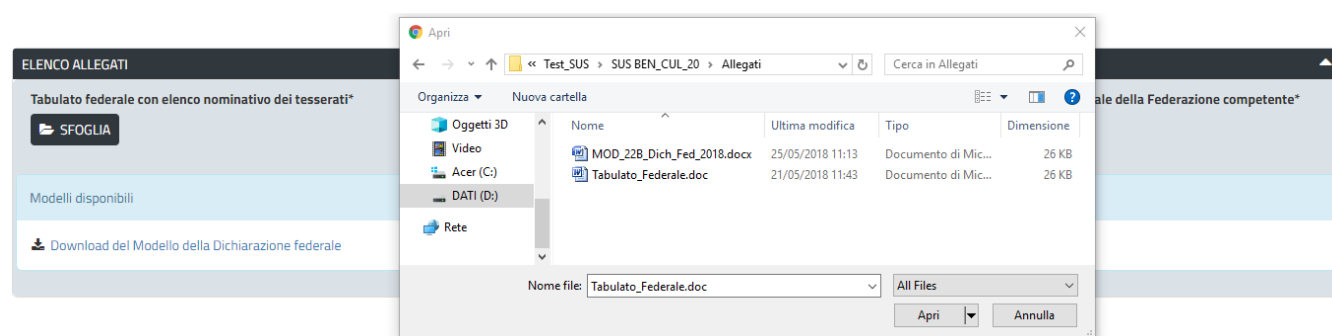 Apri
« Test_SUS › SUS BEN_CUL_20 › Allegati
Cerca in Allegati
ELENCO ALLEGATI
Tabulato federale con elenco nominativo dei tesserati*
ale della Federazione competente*
SFOGLIA
Organizza
Nuova cartella
Oggetti 3D
Video
Acer (C:)
DATI (D:)
Rete
Nome Ultima modifica Tipo Dimensione
MOD_22B_Dich_Fed_2018.docx 25/05/2018 11:13 Documento di Mic... 26 KB
Tabulato_Federale.doc 21/05/2018 11:43 Documento di Mic... 26 KB
Modelli disponibili
Download del Modello della Dichiarazione federale
Nome file: Tabulato_Federale.doc
All Files
Apri
Annulla